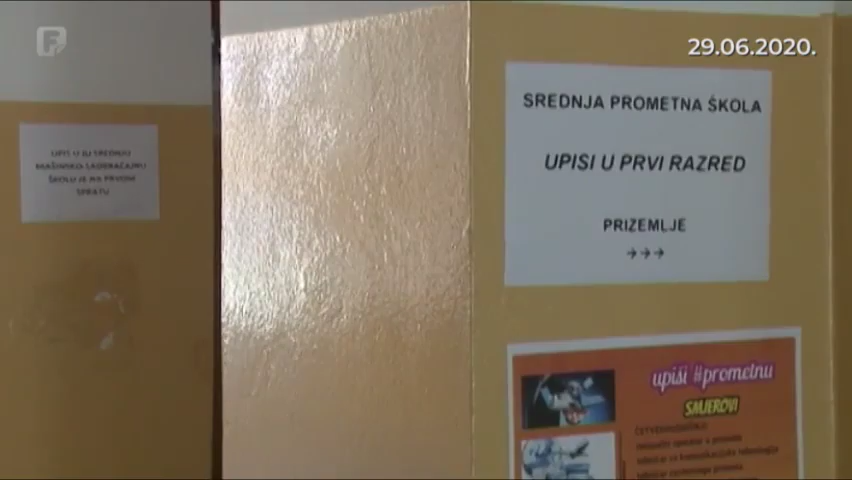 29.06.2020.
UPIS U JU SREDNJU
MAŠINSKO SAOBRAĆAJNU
ŠKOLU JE NA PRVOM
SPRATU
SREDNJA PROMETNA ŠKOLA
UPISI U PRVI RAZRED
PRIZEMLJE
→→→
upiši #prometnu
SMJEROVI